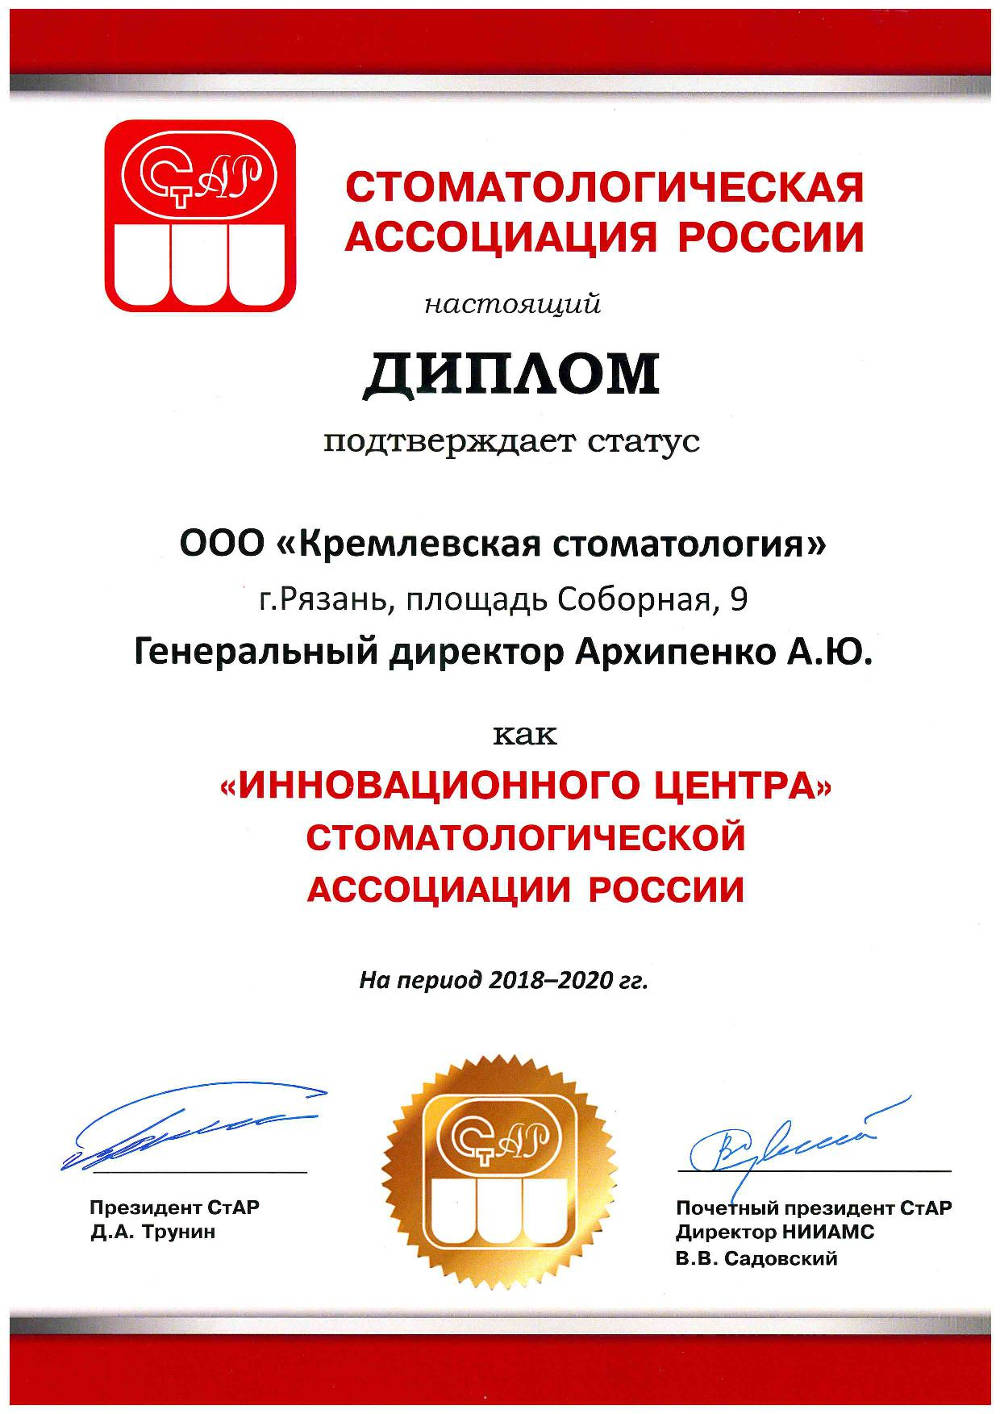 СтАР
СТОМАТОЛОГИЧЕСКАЯ
АССОЦИАЦИЯ РОССИИ
настоящий
ДИПЛОМ
подтверждает статус
ООО «Кремлевская стоматология»
г.Рязань, площадь Соборная, 9
Генеральный директор Архипенко А.Ю.
как
«ИННОВАЦИОННОГО ЦЕНТРА»
СТОМАТОЛОГИЧЕСКОЙ
АССОЦИАЦИИ РОССИИ
На период 2018–2020 гг.
СтАР
Президент СтАР
Д.А. Трунин
Почетный президент СтАР
Директор НИИАМС
В.В. Садовский